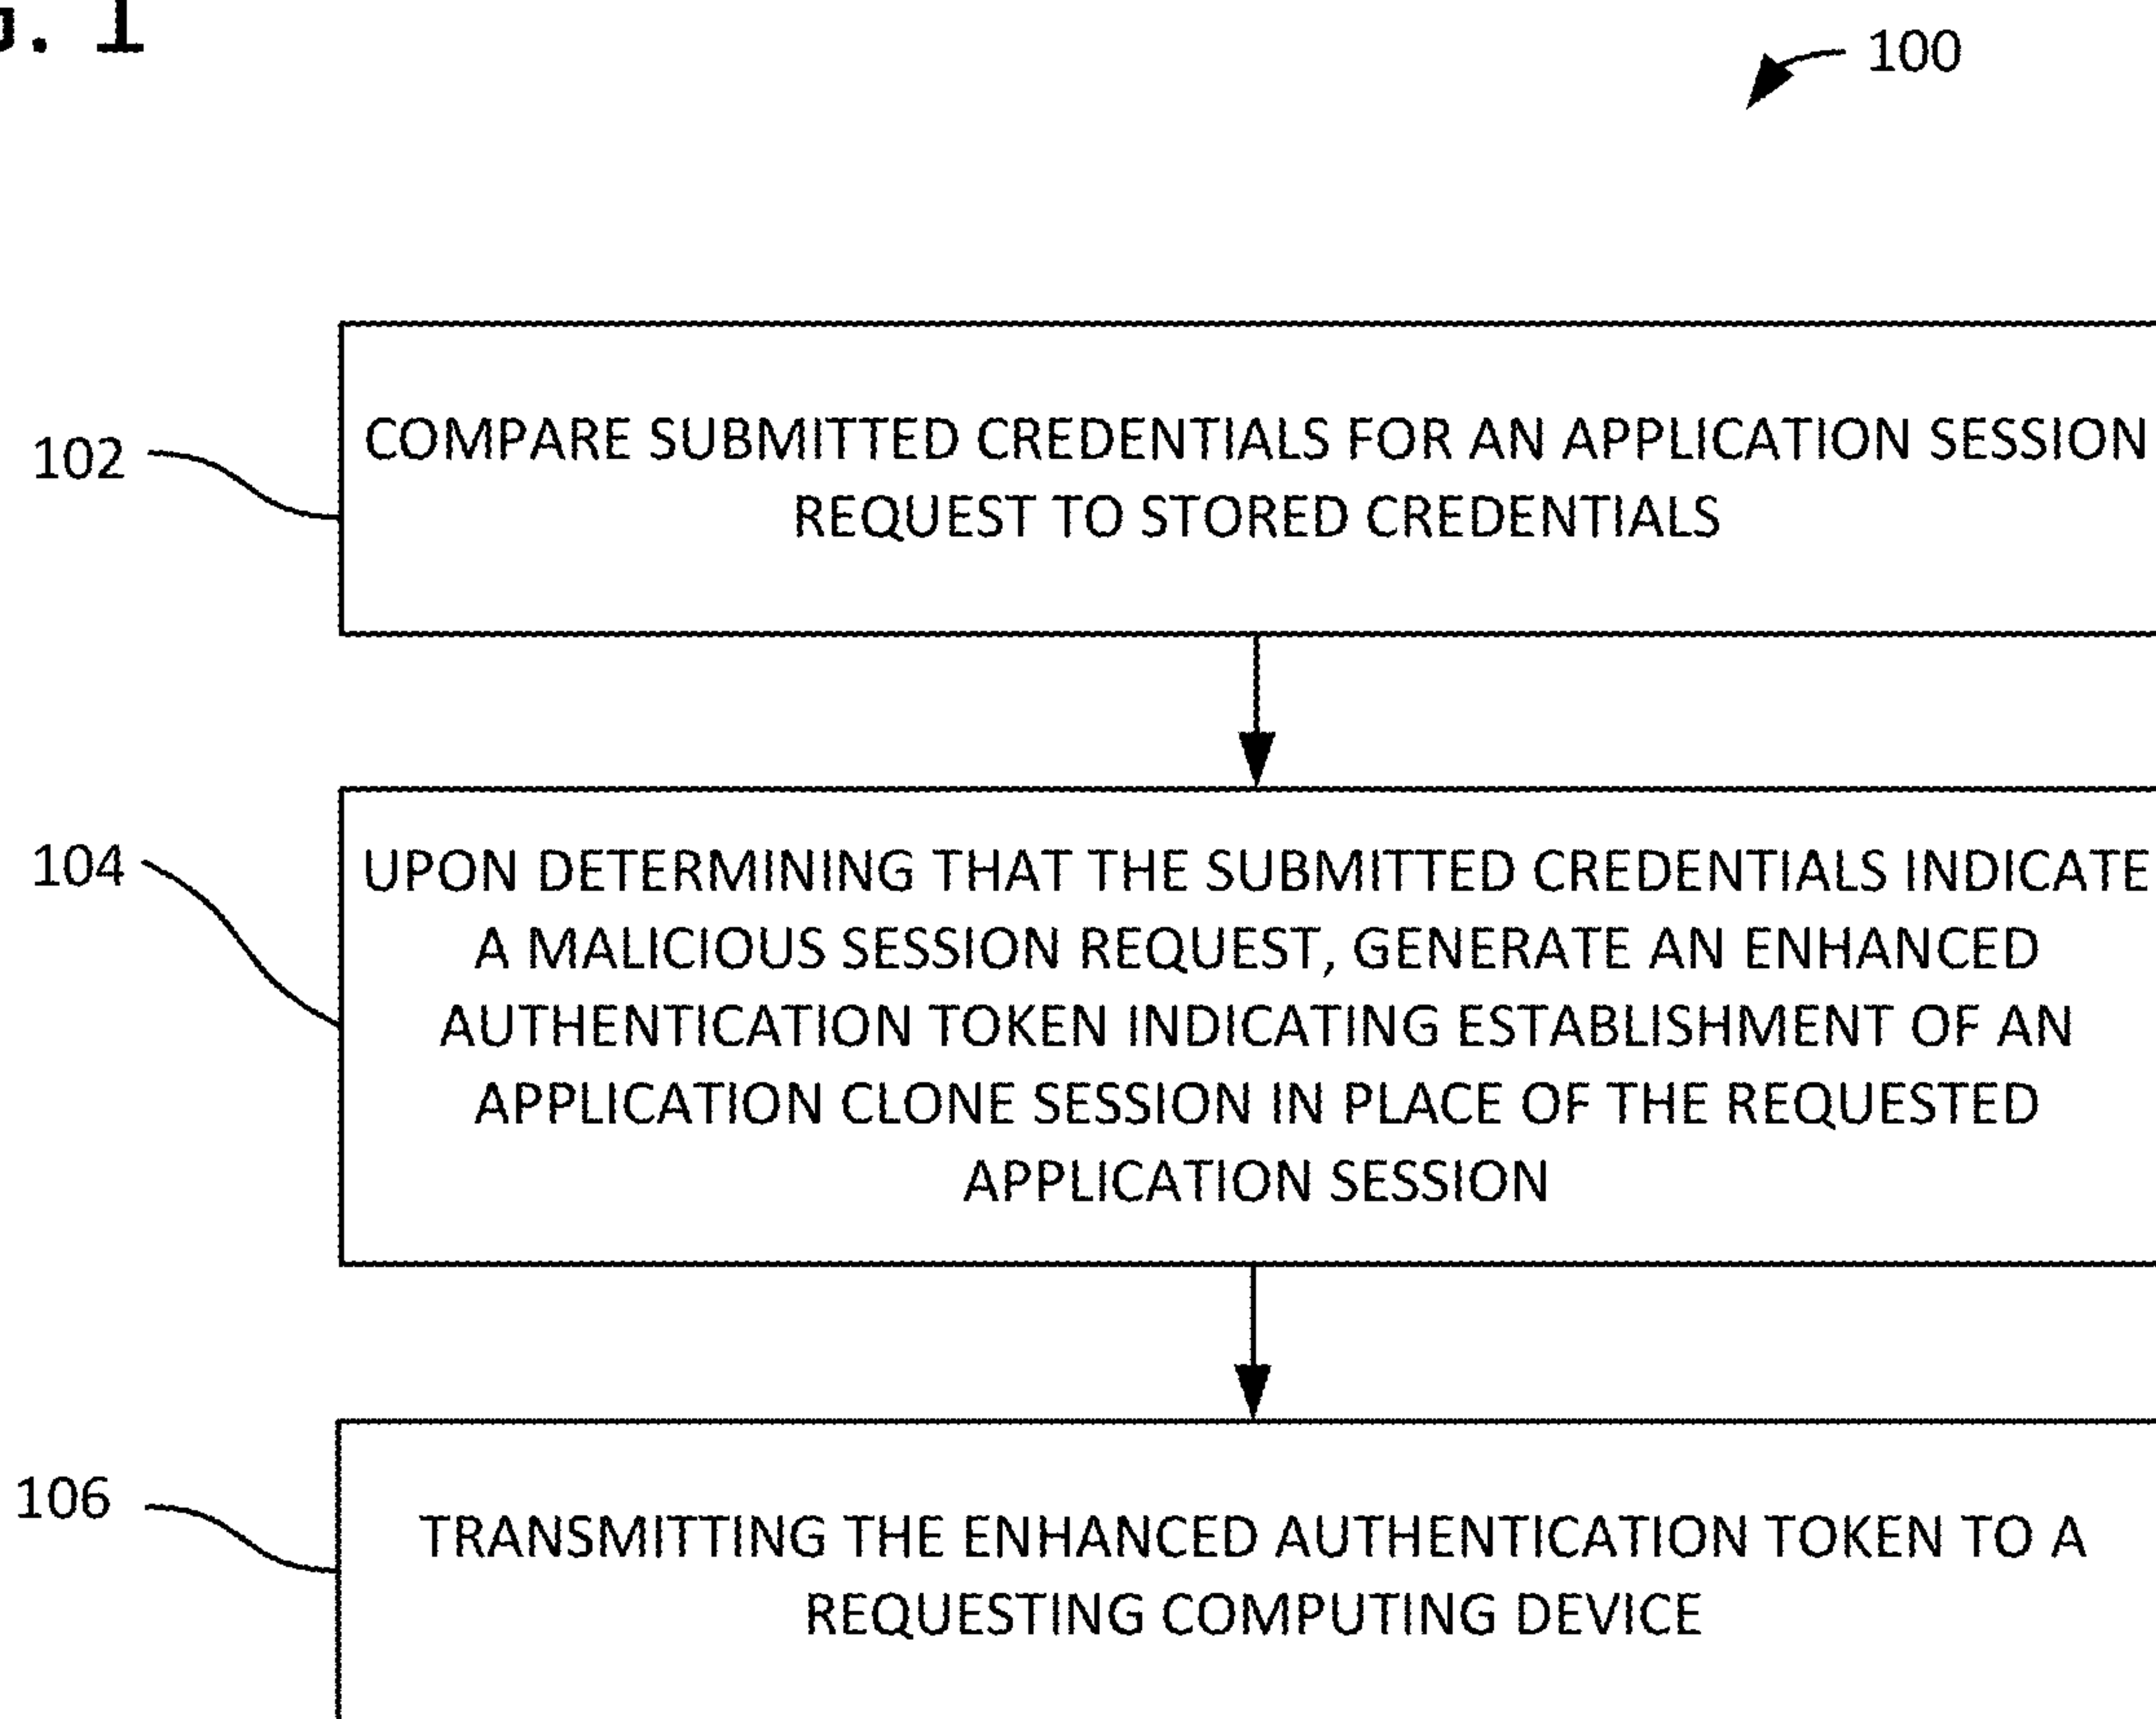 . 1
100
102
COMPARE SUBMITTED CREDENTIALS FOR AN APPLICATION SESSION
REQUEST TO STORED CREDENTIALS
104
UPON DETERMINING THAT THE SUBMITTED CREDENTIALS INDICATE
A MALICIOUS SESSION REQUEST, GENERATE AN ENHANCED
AUTHENTICATION TOKEN INDICATING ESTABLISHMENT OF AN
APPLICATION CLONE SESSION IN PLACE OF THE REQUESTED
APPLICATION SESSION
106
TRANSMITTING THE ENHANCED AUTHENTICATION TOKEN TO A
REQUESTING COMPUTING DEVICE